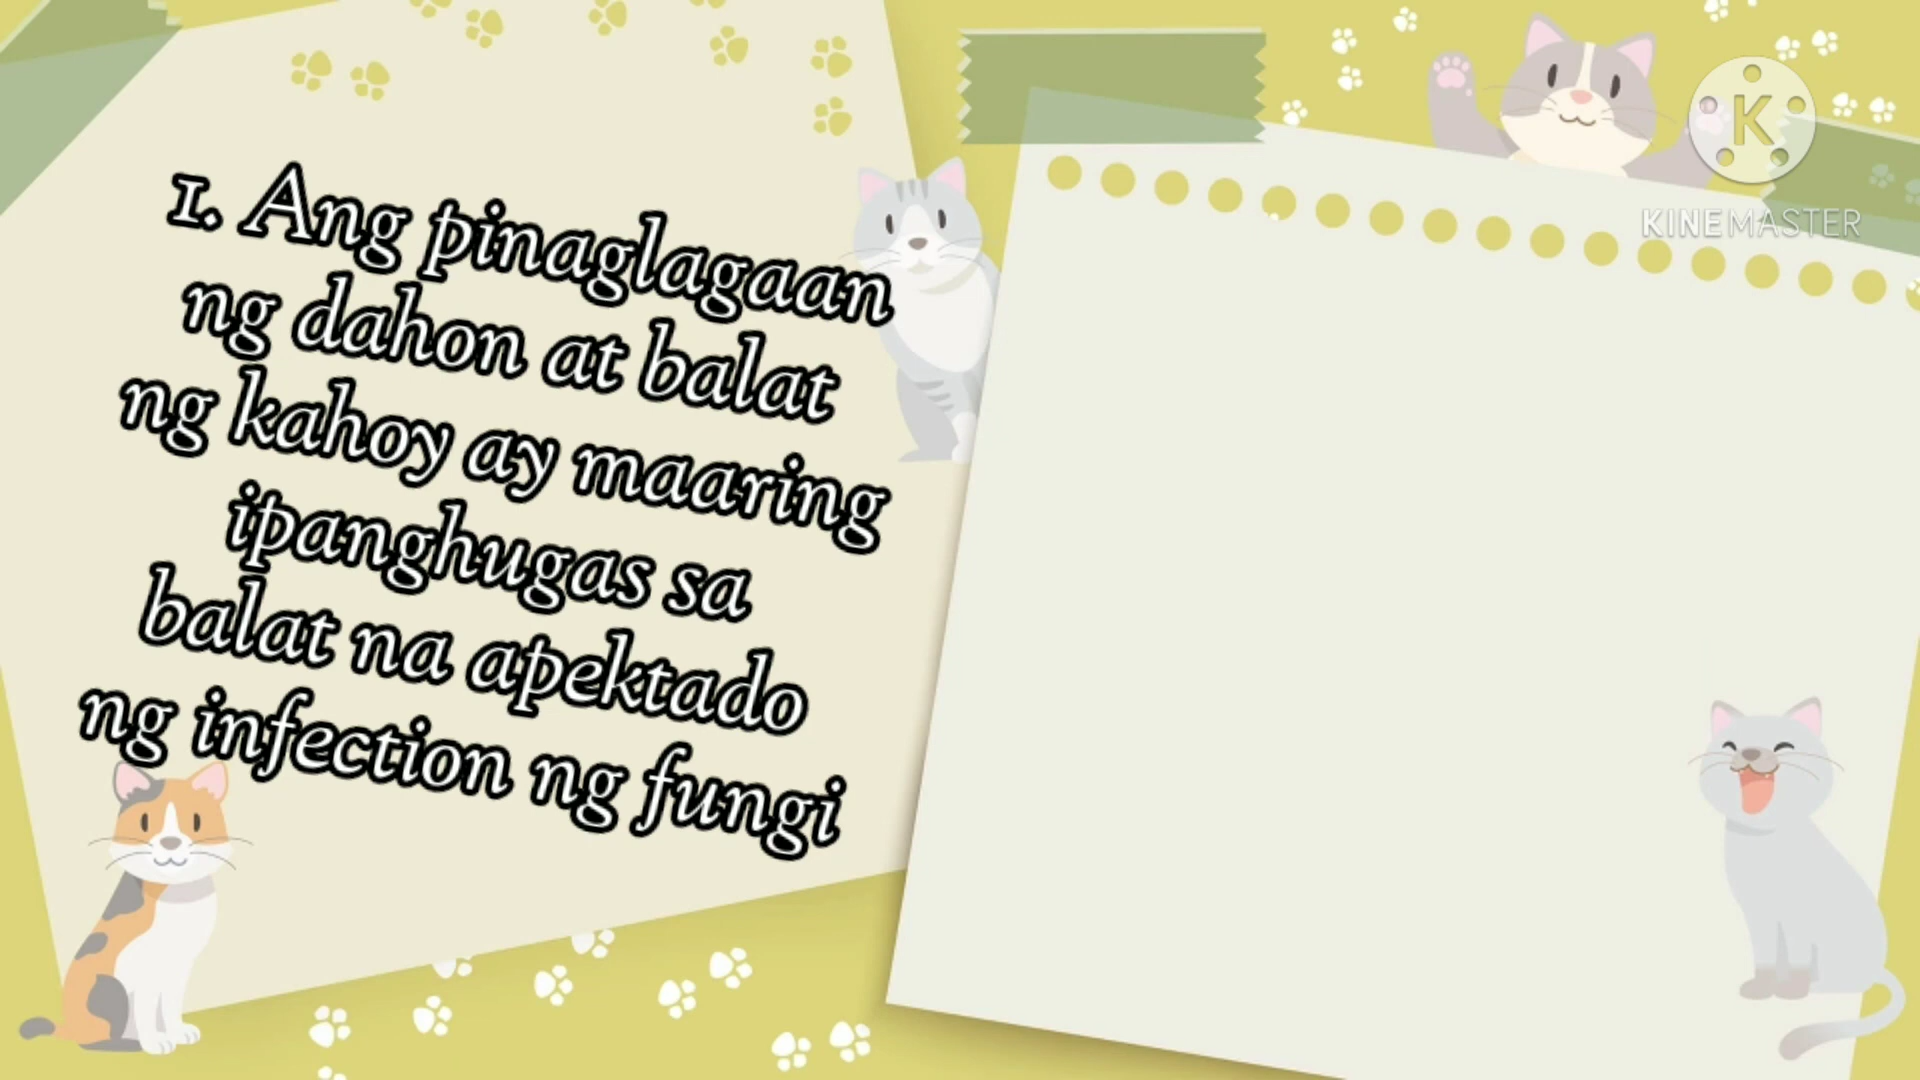 1. Ang pinaglagaan
ng dahon at balat
ng kahoy ay maaring
ipanghugas sa
balat na apektado
ng infection ng fungi
K
KINEMASTER